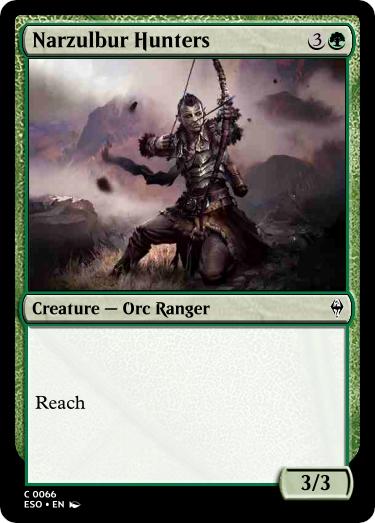 Narzulbur Hunters 3
Creature — Orc Ranger
Reach
3/3
C 0066
ESO • EN